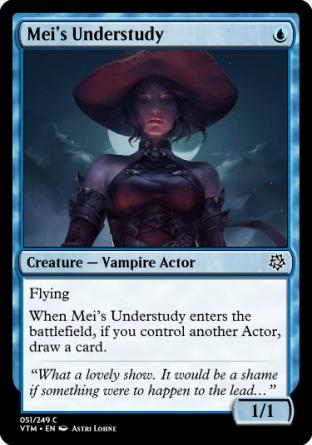 Mei's Understudy
Creature — Vampire Actor
Flying
When Mei's Understudy enters the
battlefield, if you control another Actor,
draw a card.
“What a lovely show. It would be a shame
if something were to happen to the lead…”
1/1
051/249 C
VTM • EN Astri Lohne